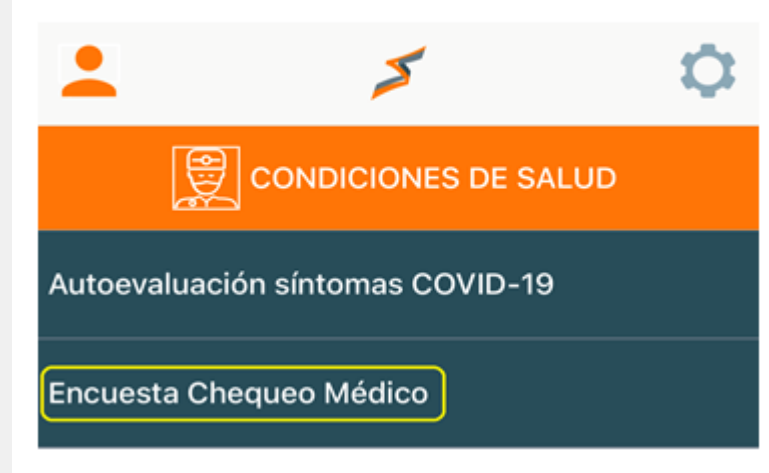 CONDICIONES DE SALUD
Autoevaluación síntomas COVID-19
Encuesta Chequeo Médico